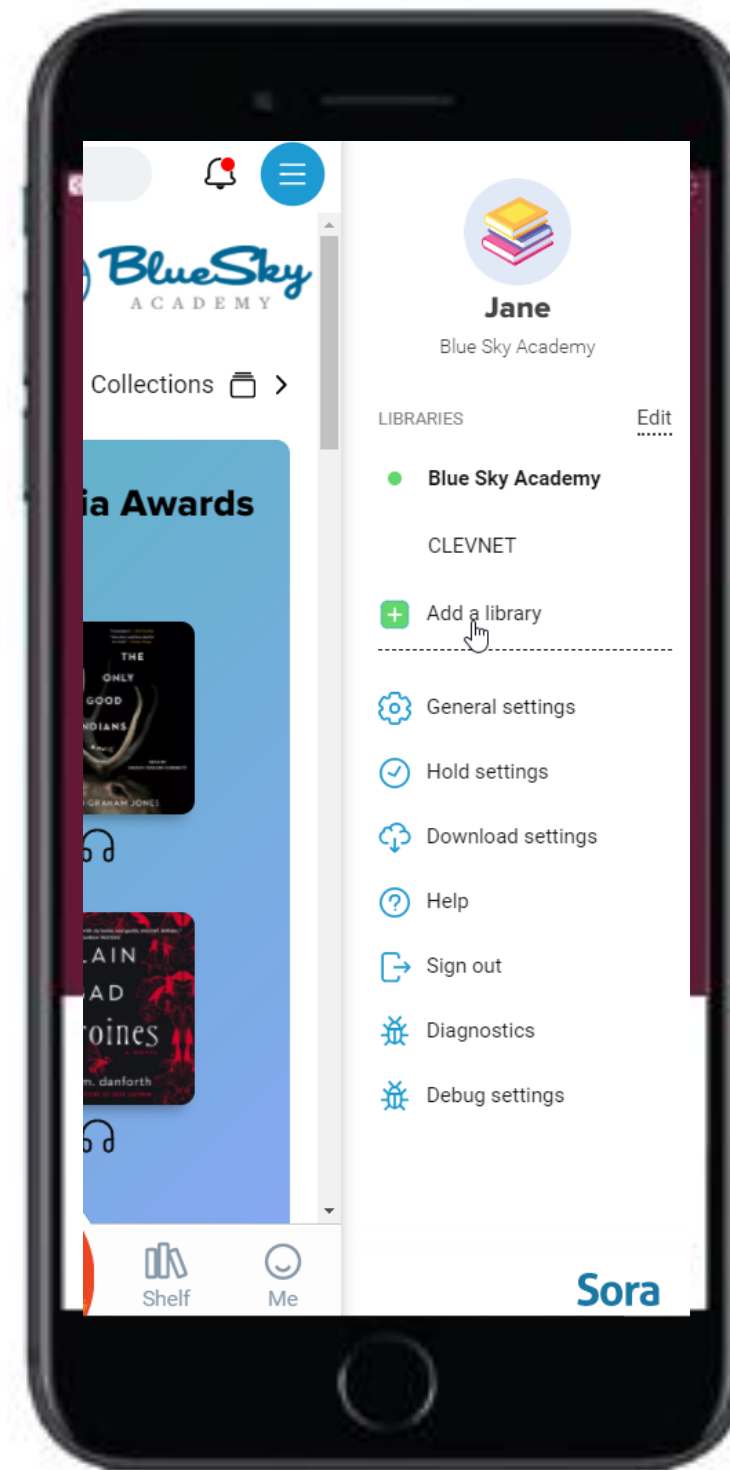 BlueSky
ACADEMY
Collections
ia Awards
THE
ONLY
GOOD
NDIANS
GRAHAM JONES
LAIN
AD
oines
A NOVEL
m. danforth
Shelf
Me
Jane
Blue Sky Academy
LIBRARIES
Edit
Blue Sky Academy
CLEVNET
Add a library
General settings
Hold settings
Download settings
Help
Sign out
Diagnostics
Debug settings
Sora